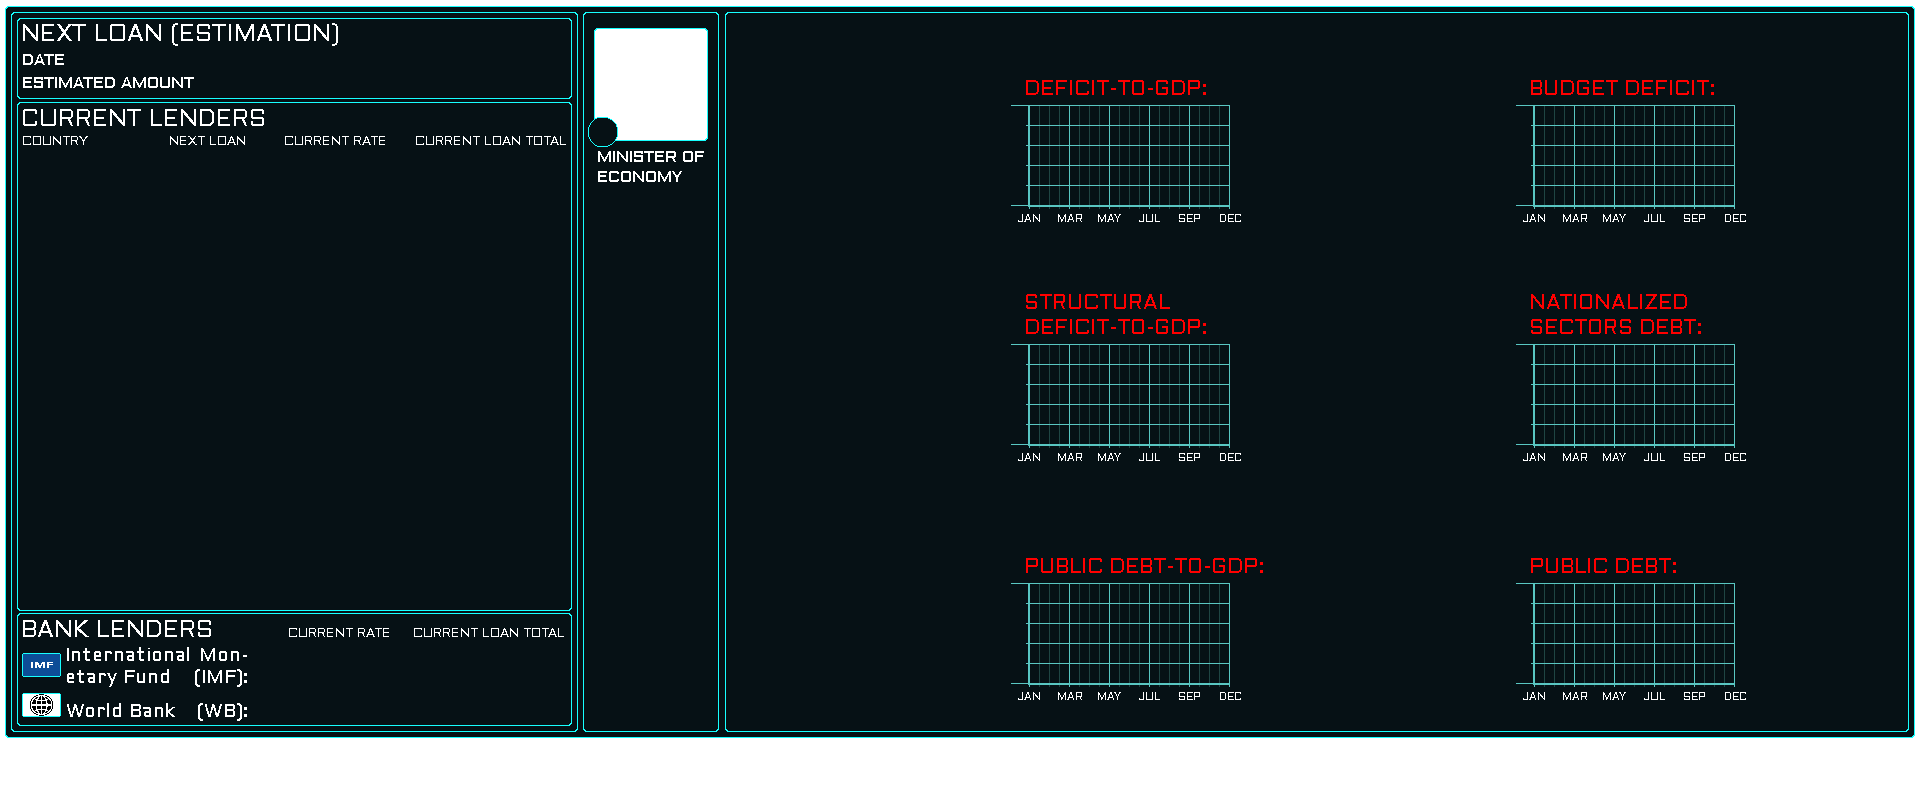 NEXT LOAN (ESTIMATION)
DATE
ESTIMATED AMOUNT
CURRENT LENDERS
COUNTRY NEXT LOAN CURRENT RATE CURRENT LOAN TOTAL
BANK LENDERS CURRENT RATE CURRENT LOAN TOTAL
IMF
International Mon-
etary Fund (IMF):
World Bank (WB):
MINISTER OF
ECONOMY
DEFICIT-TO-GDP:
JAN MAR MAY JUL SEP DEC
BUDGET DEFICIT:
JAN MAR MAY JUL SEP DEC
STRUCTURAL
DEFICIT-TO-GDP:
JAN MAR MAY JUL SEP DEC
NATIONALIZED
SECTORS DEBT:
JAN MAR MAY JUL SEP DEC
PUBLIC DEBT-TO-GDP:
JAN MAR MAY JUL SEP DEC
PUBLIC DEBT:
JAN MAR MAY JUL SEP DEC